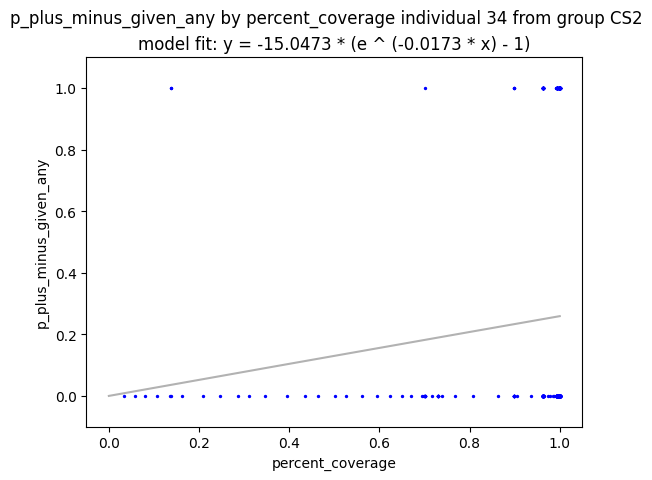 p_plus_minus_given_any by percent_coverage individual 34 from group CS2
model fit: y = -15.0473 * (e ^ (-0.0173 * x) - 1)
1.0
0.8
0.6
0.4
0.2
0.0
p_plus_minus_given_any
0.0 0.2 0.4 0.6 0.8 1.0
percent_coverage